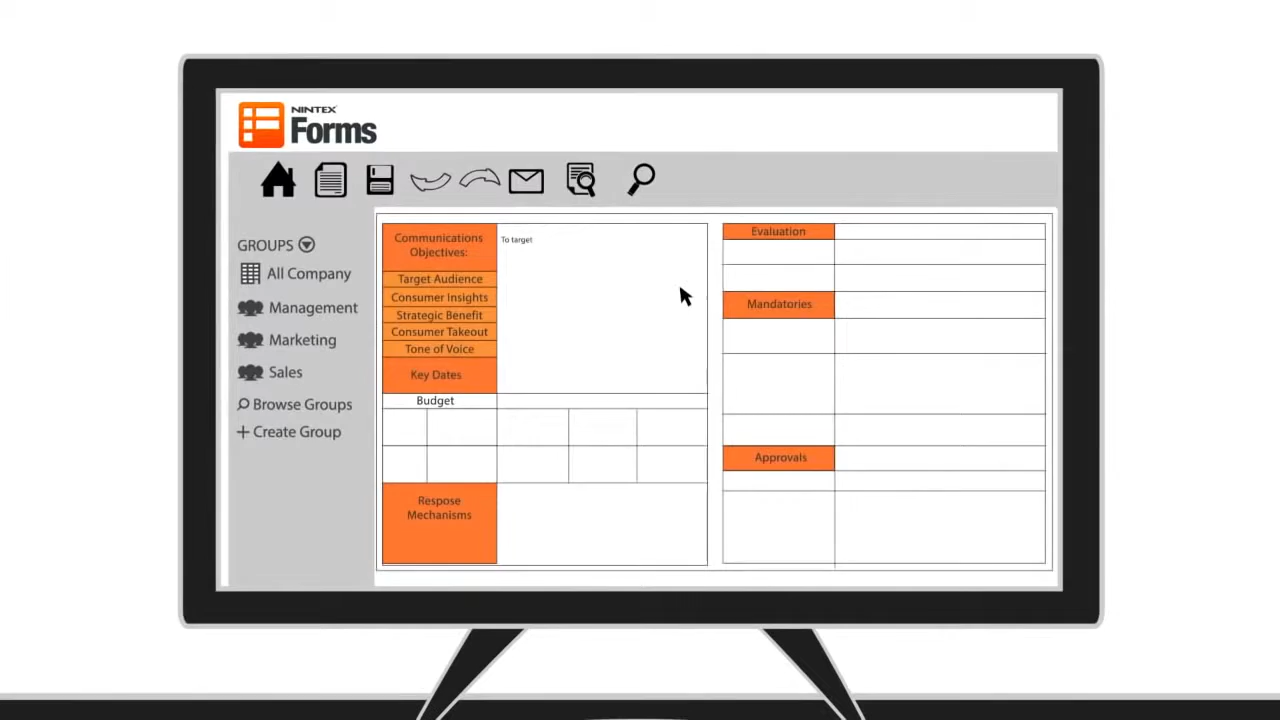 NINTEX
Forms
GROUPS
All Company
Management
Marketing
Sales
Browse Groups
Create Group
Communications
Objectives:
To target
Target Audience
Consumer Insights
Strategic Benefit
Consumer Takeout
Tone of Voice
Key Dates
Budget
Respose
Mechanisms
Evaluation
Mandatories
Approvals